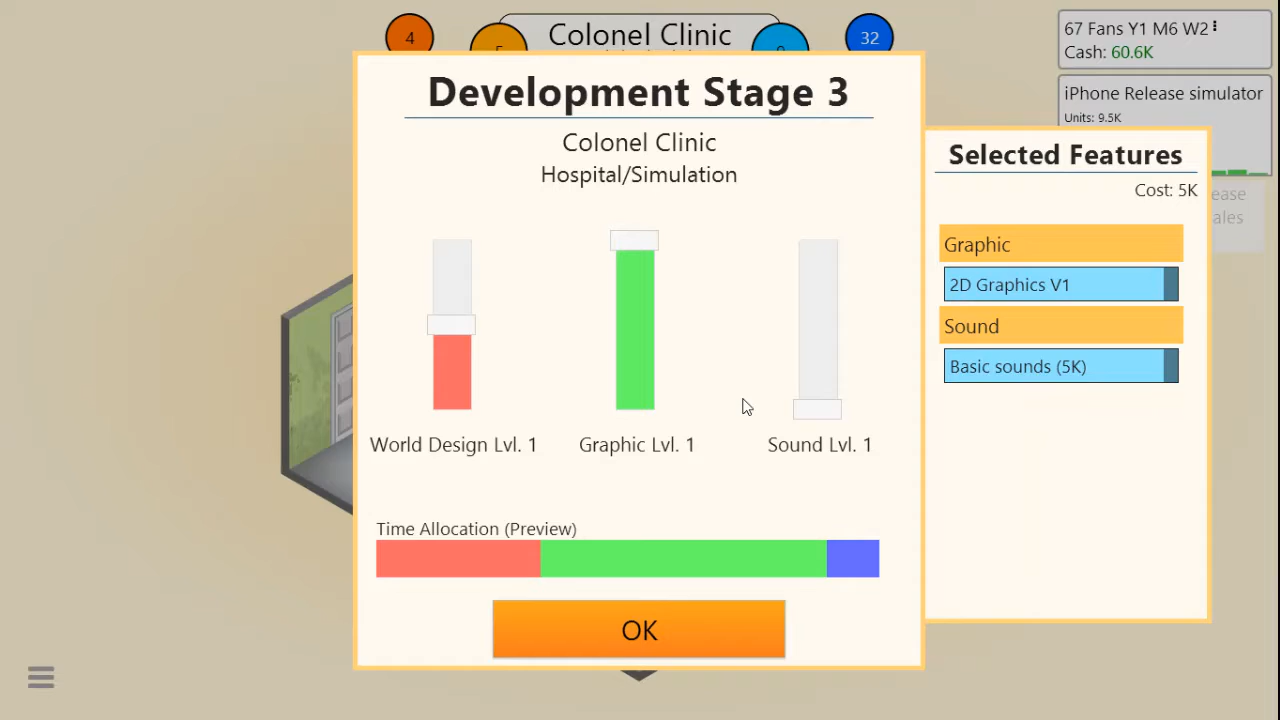 4
Colonel Clinic
32
67 Fans Y1 M6 W2
Cash: 60.6K
iPhone Release simulator
Units: 9.5K
Development Stage 3
Colonel Clinic
Hospital/Simulation
World Design Lvl. 1
Graphic Lvl. 1
Sound Lvl. 1
Time Allocation (Preview)
OK
Selected Features
Cost: 5K
Graphic
2D Graphics V1
Sound
Basic sounds (5K)